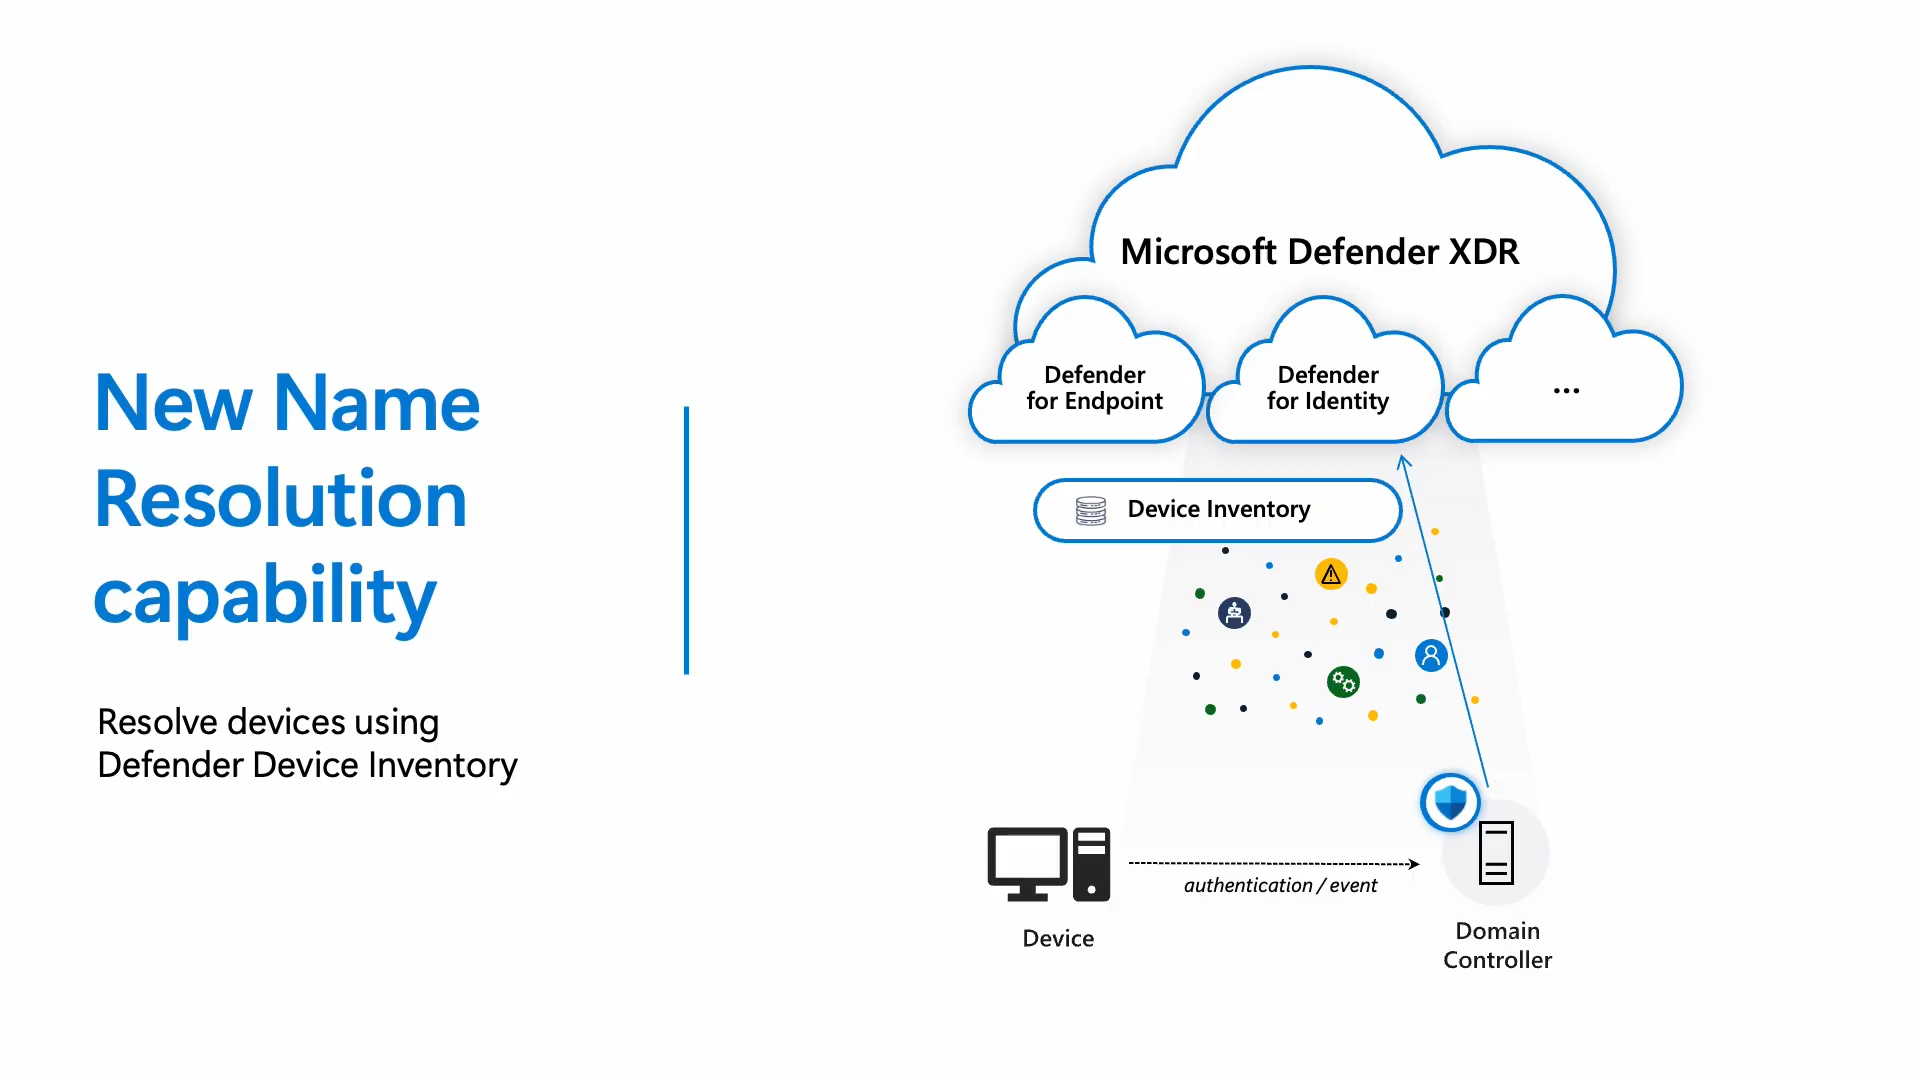 New Name
Resolution
capability
Resolve devices using
Defender Device Inventory
Microsoft Defender XDR
Defender
for Endpoint
Defender
for Identity
...
Device Inventory
authentication / event
Device
Domain
Controller